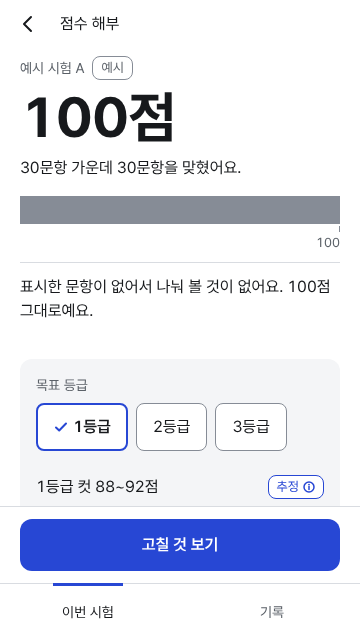 점수 해부
예시 시험 A 예시
100점
30문항 가운데 30문항을 맞혔어요.
100
표시한 문항이 없어서 나눠 볼 것이 없어요. 100점
그대로예요.
목표 등급
1등급 2등급 3등급
1등급 컷 88~92점 추정
고칠 것 보기
이번 시험 기록